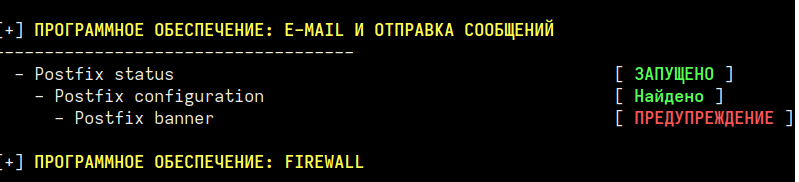 [+] ПРОГРАММНОЕ ОБЕСПЕЧЕНИЕ: E-MAIL И ОТПРАВКА СООБЩЕНИЙ
------------------------------------
- Postfix status [ ЗАПУЩЕНО ]
- Postfix configuration [ Найдено ]
- Postfix banner [ ПРЕДУПРЕЖДЕНИЕ ]
[+] ПРОГРАММНОЕ ОБЕСПЕЧЕНИЕ: FIREWALL